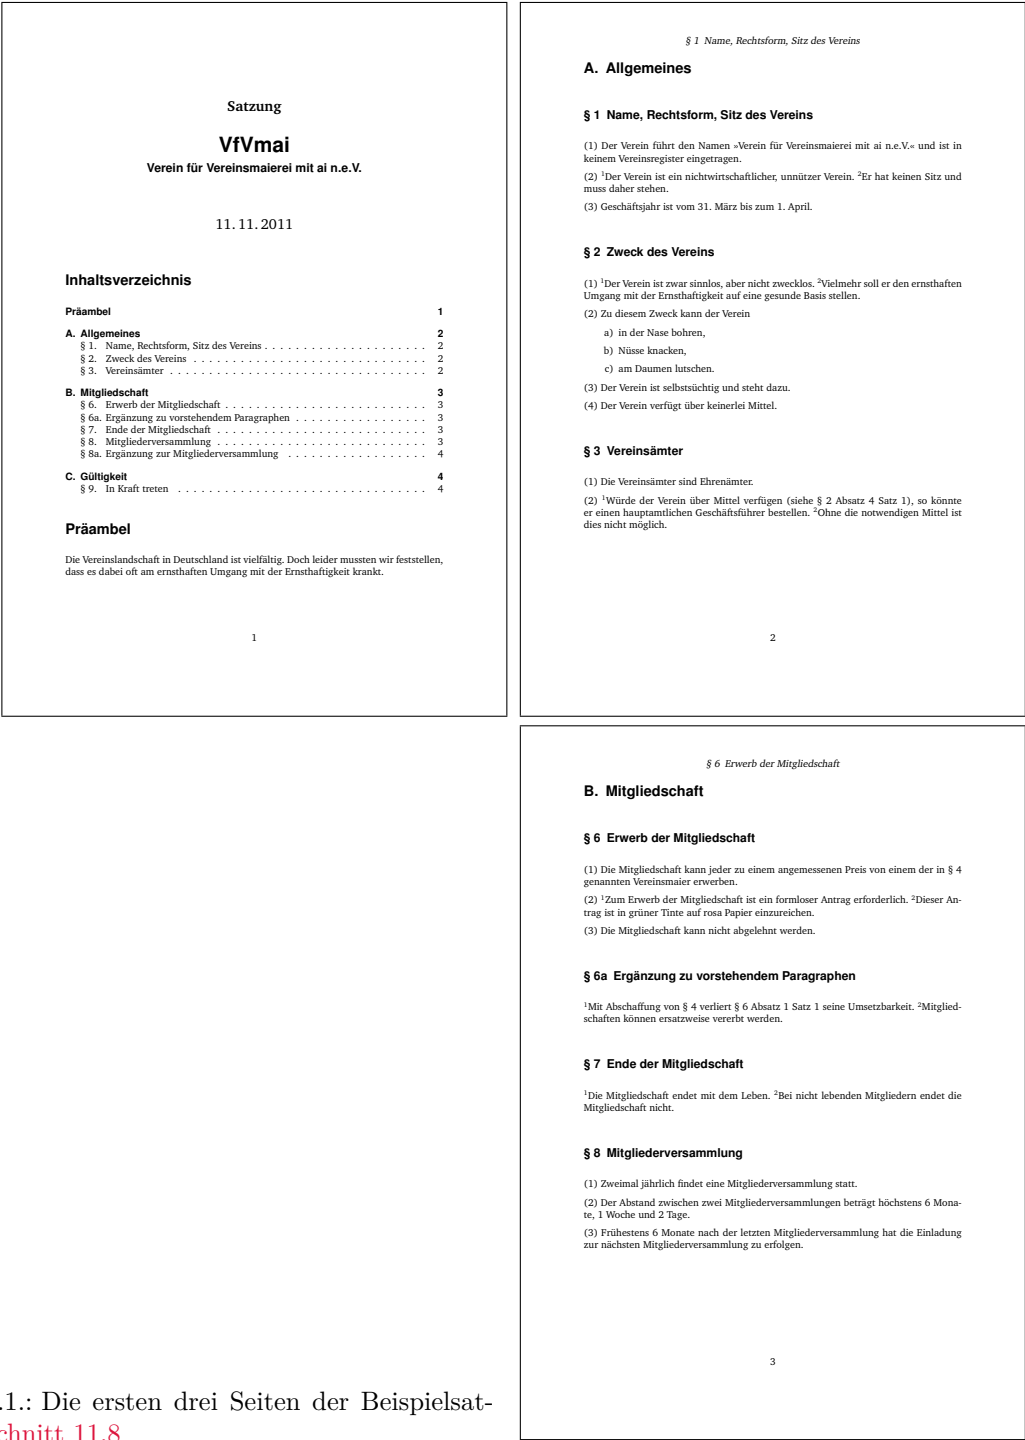 Satzung
VfVmai
Verein für Vereinsmaierei mit ai n.e.V.
11. 11. 2011
Inhaltsverzeichnis
Präambel 1
A. Allgemeines 2
§ 1. Name, Rechtsform, Sitz des Vereins . . . . . . . . . . . . . . . . . . . . . 2
§ 2. Zweck des Vereins . . . . . . . . . . . . . . . . . . . . . . . . . . . . . . 2
§ 3. Vereinsämter . . . . . . . . . . . . . . . . . . . . . . . . . . . . . . . . . 2
B. Mitgliedschaft 3
§ 6. Erwerb der Mitgliedschaft . . . . . . . . . . . . . . . . . . . . . . . . . . 3
§ 6a. Ergänzung zu vorstehendem Paragraphen . . . . . . . . . . . . . . . . . 3
§ 7. Ende der Mitgliedschaft . . . . . . . . . . . . . . . . . . . . . . . . . . . 3
§ 8. Mitgliederversammlung . . . . . . . . . . . . . . . . . . . . . . . . . . . 3
§ 8a. Ergänzung zur Mitgliederversammlung . . . . . . . . . . . . . . . . . . 4
C. Gültigkeit 4
§ 9. In Kraft treten . . . . . . . . . . . . . . . . . . . . . . . . . . . . . . . . 4
Präambel
Die Vereinslandschaft in Deutschland ist vielfältig. Doch leider mussten wir feststellen,
dass es dabei oft am ernsthaften Umgang mit der Ernsthaftigkeit krankt.
1
§ 1 Name, Rechtsform, Sitz des Vereins
A. Allgemeines
§ 1 Name, Rechtsform, Sitz des Vereins
(1) Der Verein führt den Namen »Verein für Vereinsmaierei mit ai n.e.V.« und ist in
keinem Vereinsregister eingetragen.
(2) ¹Der Verein ist ein nichtwirtschaftlicher, unnützer Verein. ²Er hat keinen Sitz und
muss daher stehen.
(3) Geschäftsjahr ist vom 31. März bis zum 1. April.
§ 2 Zweck des Vereins
(1) ¹Der Verein ist zwar sinnlos, aber nicht zwecklos. ²Vielmehr soll er den ernsthaften
Umgang mit der Ernsthaftigkeit auf eine gesunde Basis stellen.
(2) Zu diesem Zweck kann der Verein
a) in der Nase bohren,
b) Nüsse knacken,
c) am Daumen lutschen.
(3) Der Verein ist selbstsüchtig und steht dazu.
(4) Der Verein verfügt über keinerlei Mittel.
§ 3 Vereinsämter
(1) Die Vereinsämter sind Ehrenämter.
(2) ¹Würde der Verein über Mittel verfügen (siehe § 2 Absatz 4 Satz 1), so könnte
er einen hauptamtlichen Geschäftsführer bestellen. ²Ohne die notwendigen Mittel ist
dies nicht möglich.
2
§ 6 Erwerb der Mitgliedschaft
B. Mitgliedschaft
§ 6 Erwerb der Mitgliedschaft
(1) Die Mitgliedschaft kann jeder zu einem angemessenen Preis von einem der in § 4
genannten Vereinsmaier erwerben.
(2) ¹Zum Erwerb der Mitgliedschaft ist ein formloser Antrag erforderlich. ²Dieser An-
trag ist in grüner Tinte auf rosa Papier einzureichen.
(3) Die Mitgliedschaft kann nicht abgelehnt werden.
§ 6a Ergänzung zu vorstehendem Paragraphen
¹Mit Abschaffung von § 4 verliert § 6 Absatz 1 Satz 1 seine Umsetzbarkeit. ²Mitglied-
schaften können ersatzweise vererbt werden.
§ 7 Ende der Mitgliedschaft
¹Die Mitgliedschaft endet mit dem Leben. ²Bei nicht lebenden Mitgliedern endet die
Mitgliedschaft nicht.
§ 8 Mitgliederversammlung
(1) Zweimal jährlich findet eine Mitgliederversammlung statt.
(2) Der Abstand zwischen zwei Mitgliederversammlungen beträgt höchstens 6 Mona-
te, 1 Woche und 2 Tage.
(3) Frühestens 6 Monate nach der letzten Mitgliederversammlung hat die Einladung
zur nächsten Mitgliederversammlung zu erfolgen.
3
.1.: Die ersten drei Seiten der Beispielsat-
chnitt 11.8